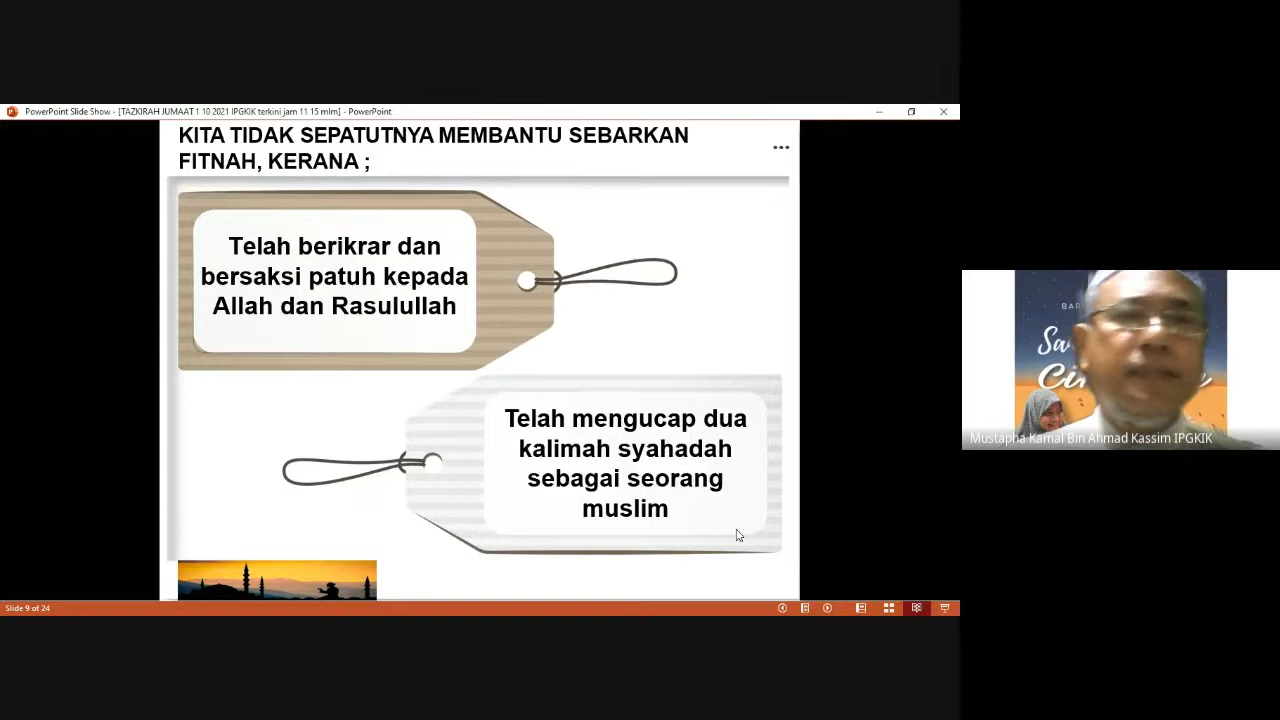 PowerPoint Slide Show - [TAZKIRAH JUMAAT 1 10 2021 IPGKIK terkini jam 11 15 mlm] - PowerPoint
KITA TIDAK SEPATUTNYA MEMBANTU SEBARKAN
FITNAH, KERANA ;
Telah berikrar dan
bersaksi patuh kepada
Allah dan Rasulullah
Telah mengucap dua
kalimah syahadah
sebagai seorang
muslim
Slide 9 of 24
Mustapha Kamal Bin Ahmad Kassim IPGKIK